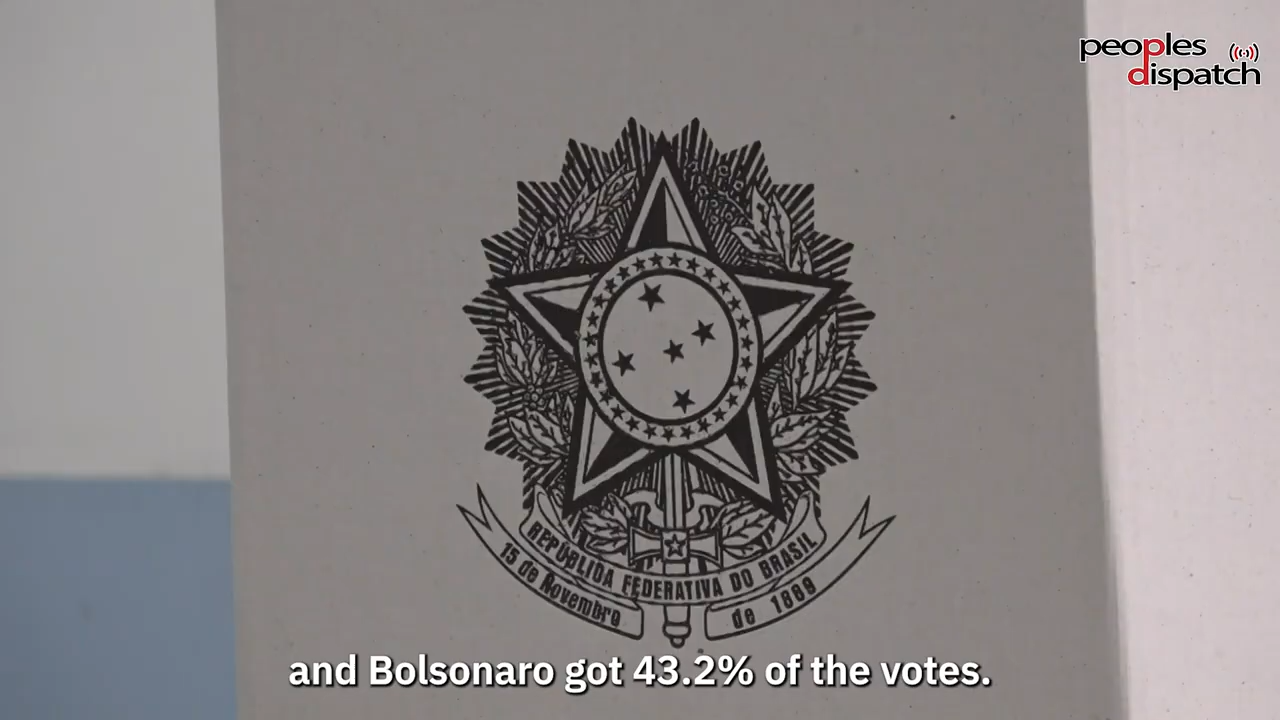 peoples
dispatch
REPÚBLICA FEDERATIVA DO BRASIL
15 de Novembro de 1889
and Bolsonaro got 43.2% of the votes.